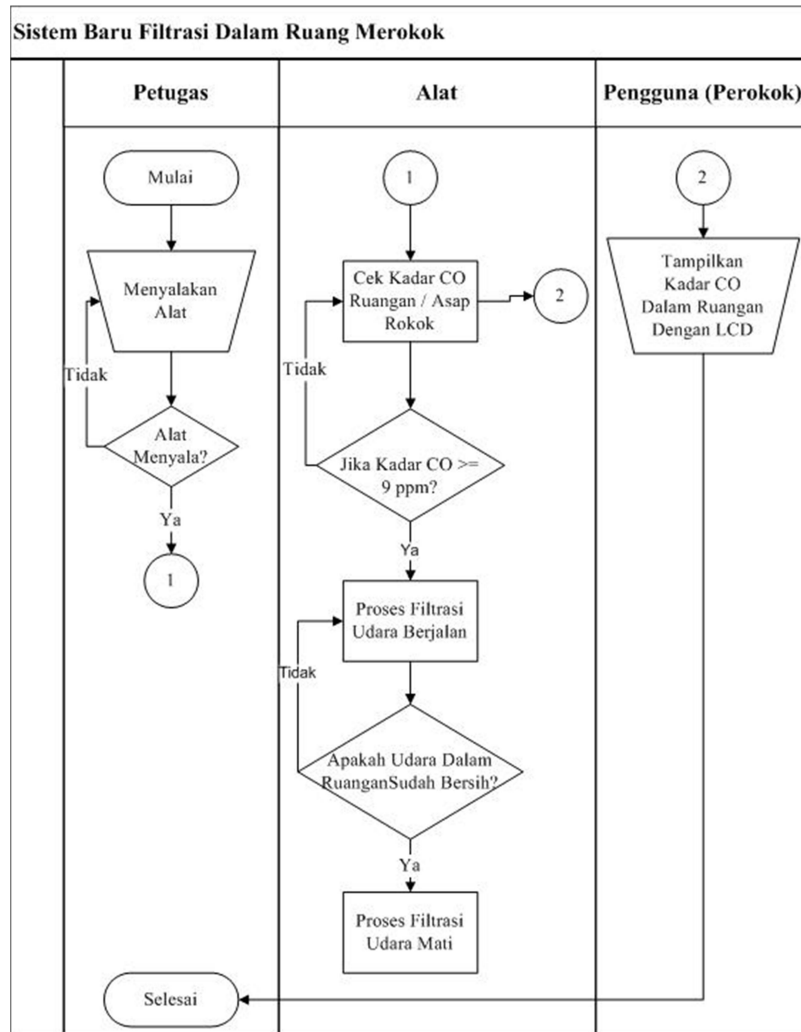 Sistem Baru Filtrasi Dalam Ruang Merokok
Petugas
Alat
Pengguna (Perokok)
Mulai
Menyalakan
Alat
Tidak
Alat
Menyala?
Ya
1
1
Cek Kadar CO
Ruangan / Asap
Rokok
2
Tidak
Jika Kadar CO >=
9 ppm?
Ya
Proses Filtrasi
Udara Berjalan
Tidak
Apakah Udara Dalam
RuanganSudah Bersih?
Ya
Proses Filtrasi
Udara Mati
2
Tampilkan
Kadar CO
Dalam Ruangan
Dengan LCD
Selesai